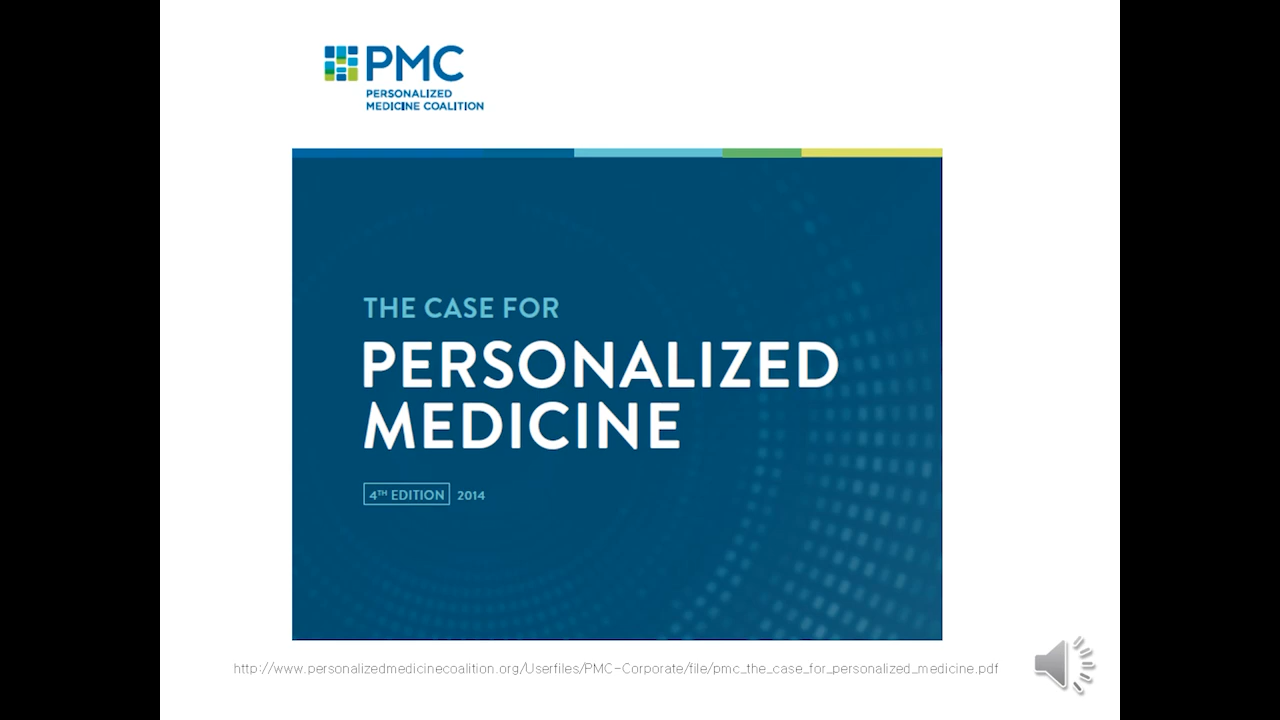 PMC
PERSONALIZED
MEDICINE COALITION
THE CASE FOR
PERSONALIZED
MEDICINE
4TH EDITION 2014
http://www.personalizedmedicinecoalition.org/Userfiles/PMC-Corporate/file/pmc_the_case_for_personalized_medicine.pdf